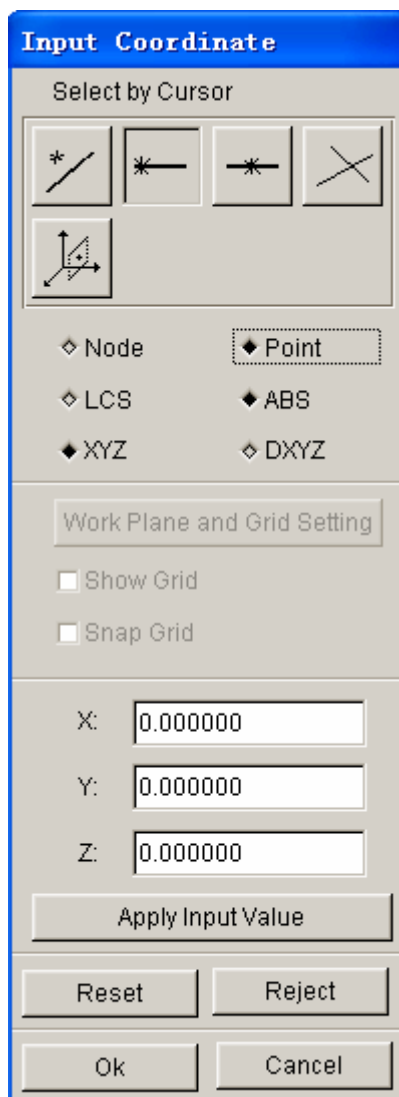 Input Coordinate
Select by Cursor
Node Point
LCS ABS
XYZ DXYZ
Work Plane and Grid Setting
Show Grid
Snap Grid
X: 0.000000
Y: 0.000000
Z: 0.000000
Apply Input Value
Reset Reject
Ok Cancel